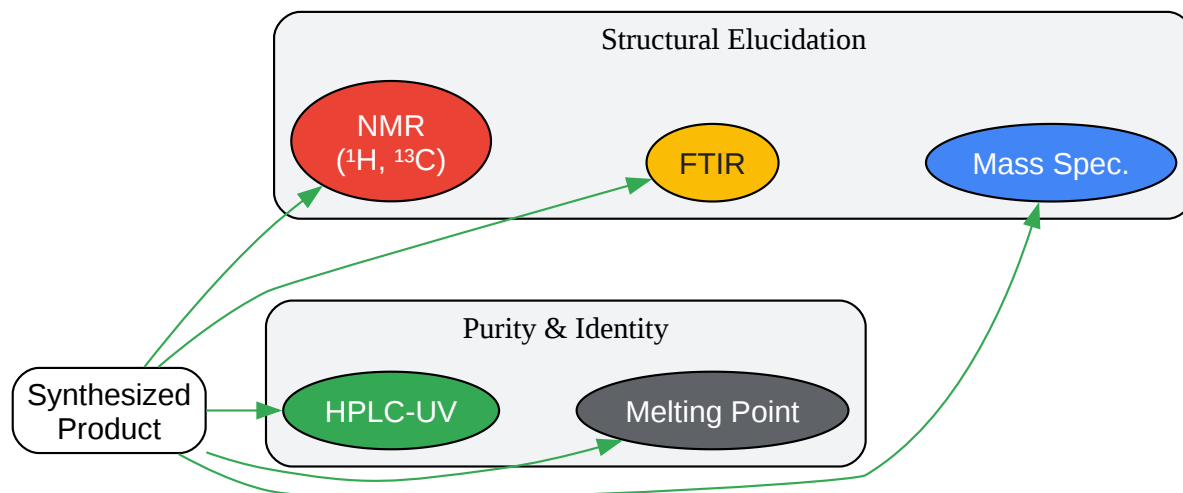 Structural Elucidation
NMR
(¹H, ¹³C)
FTIR
Mass Spec.
Purity & Identity
Synthesized
Product
HPLC-UV
Melting Point